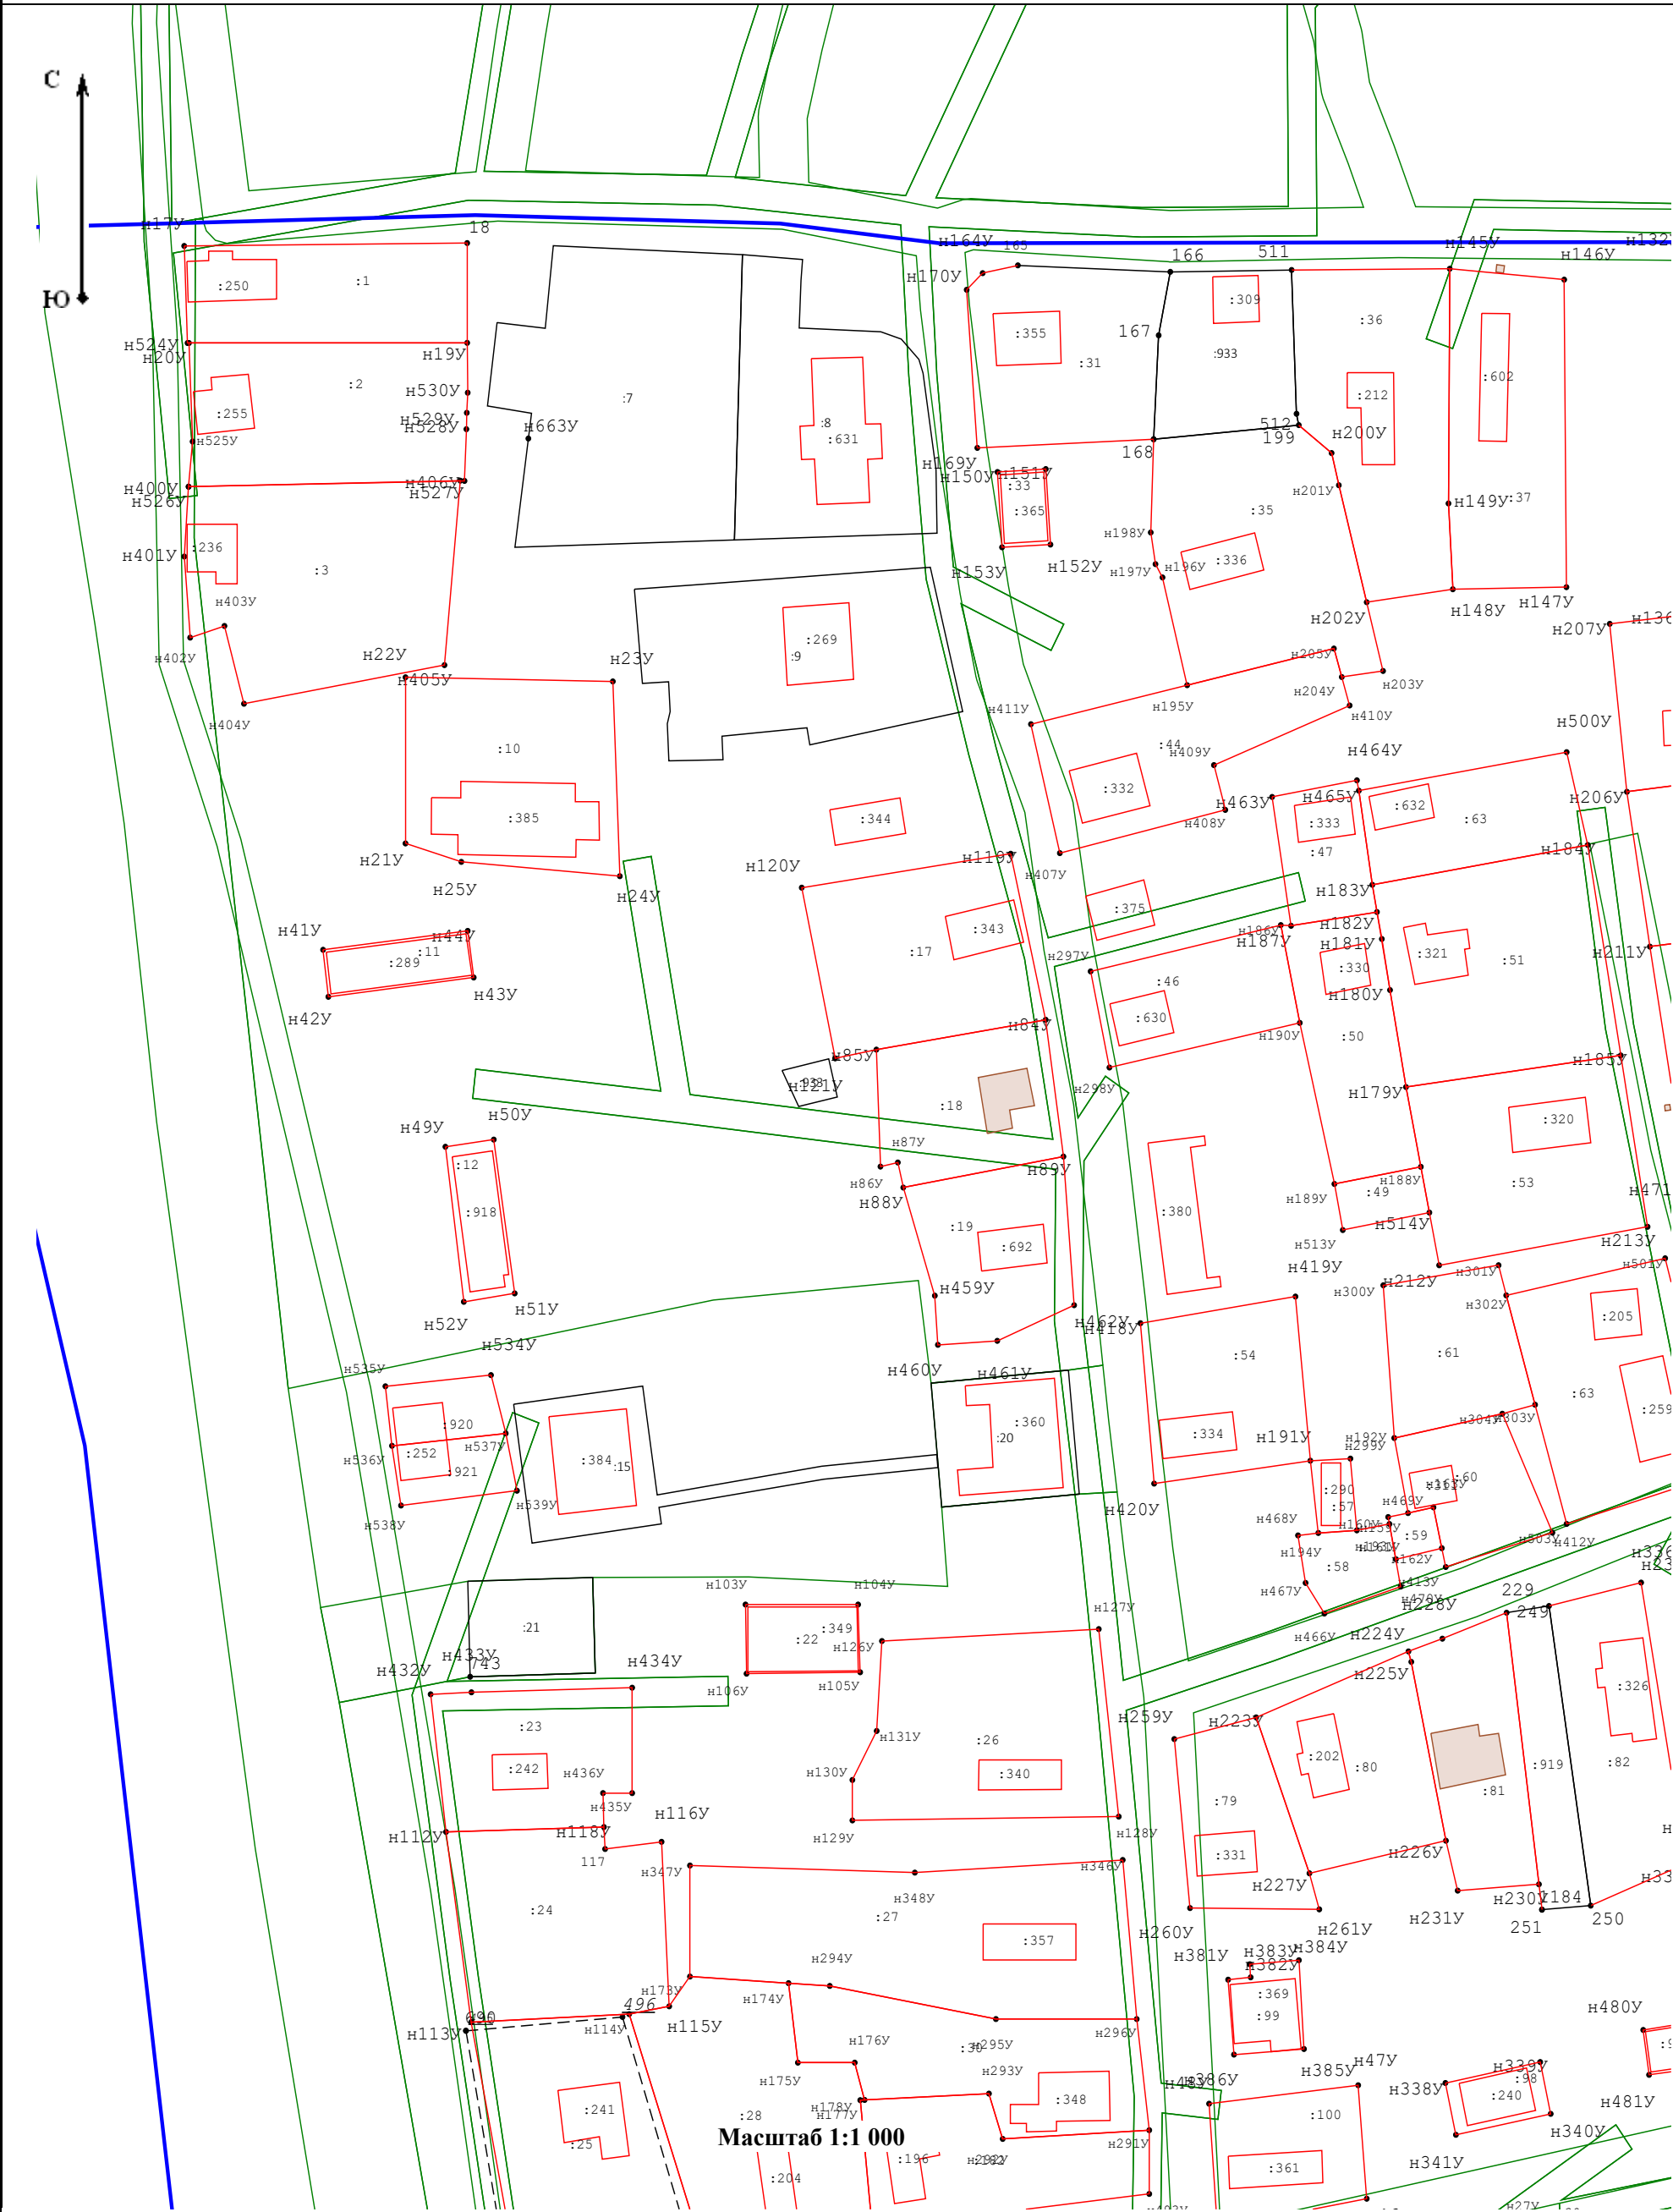 С
Ю
н17У
18
:1
:250
н524У
н20У
н19У
:2
н530У
н529У
н528У
:255
н525У
н400У
н526У
н406У
н527У
:236
н401У
:3
н403У
н402У
н22У
н405У
н404У
н23У
:7
н663У
:8
:631
:269
:9
:10
:385
н21У
н25У
н24У
н164У
165
н170У
166
511
н145У
н146У
н132
:309
:355
:31
167
:933
:36
:212
:602
512
199
н200У
168
н169У
н150У
н151У
:33
:365
н201У
н149У
:37
:35
н198У
н197У
н196У
:336
н153У
н152У
н202У
н148У
н147У
н207У
н136
н205У
н204У
н203У
н195У
н410У
н411У
:44
н409У
н464У
н500У
:332
н463У
н465У
:632
н206У
н408У
:333
:63
:47
н184У
:344
н120У
н119У
н407У
:375
н183У
н182У
н186У
н187У
н181У
:321
:51
н211У
н41У
н44У
:11
:289
н43У
н42У
:343
:17
н297У
:46
:330
н180У
:630
н190У
:50
н84У
н85У
н185У
н121У
н298У
н179У
:18
:320
н50У
н49У
:12
н87У
н86У
н88У
н89У
н188У
:49
н189У
:53
н471
:918
:19
:692
:380
н514У
н513У
н213У
н501У
н459У
н419У
н300У
н212У
н301У
н302У
:205
н51У
н52У
н534У
н462У
н418У
н535У
н460У
н461У
:54
:61
:63
:920
:252
н537У
н536У
:921
:384
:15
:360
:20
:334
н191У
н192У
н299У
н304У
н303У
:259
:60
:290
:57
н539У
н538У
н420У
н468У
н469У
н160У
н194У
:59
н162У
н503У
н412У
:58
н467У
н413У
н470У
н336
н23
н103У
н104У
н127У
н228У
229
249
н466У
н224У
:21
:22
:349
н126У
н433У
743
н432У
н434У
н106У
н105У
н225У
:326
н259У
н223У
:23
н131У
:26
:202
:80
:919
:82
:242
н436У
н130У
:340
:81
н435У
н116У
:79
н112У
н118У
н129У
н128У
117
:331
н226У
н347У
н346У
н227У
н33
н348У
н230У
1184
:24
:27
н260У
н261У
н231У
251
250
:357
н381У
н383У
н384У
н382У
н294У
н173У
н174У
:369
496
н113У
н114У
н115У
:99
н480У
н176У
:30
н295У
н296У
н293У
н175У
н385У
н47У
н339У
:98
н48У
н386У
н338У
:240
н481У
н178У
н177У
:348
:241
:28
:100
н340У
Масштаб 1:1 000
:25
н291У
:196
:204
:361
н341У
н27У